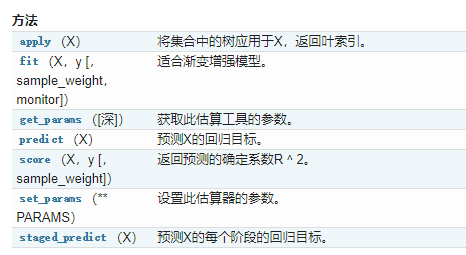 方法
apply （X） 将集合中的树应用于X，返回叶索引。
fit （X，y [， 适合渐变增强模型。
sample_weight，
monitor]）
get_params （[深]） 获取此估算工具的参数。
predict （X） 预测X的回归目标。
score （X，y [， 返回预测的确定系数R ^ 2。
sample_weight]）
set_params （** 设置此估算器的参数。
PARAMS）
staged_predict （X） 预测X的每个阶段的回归目标。